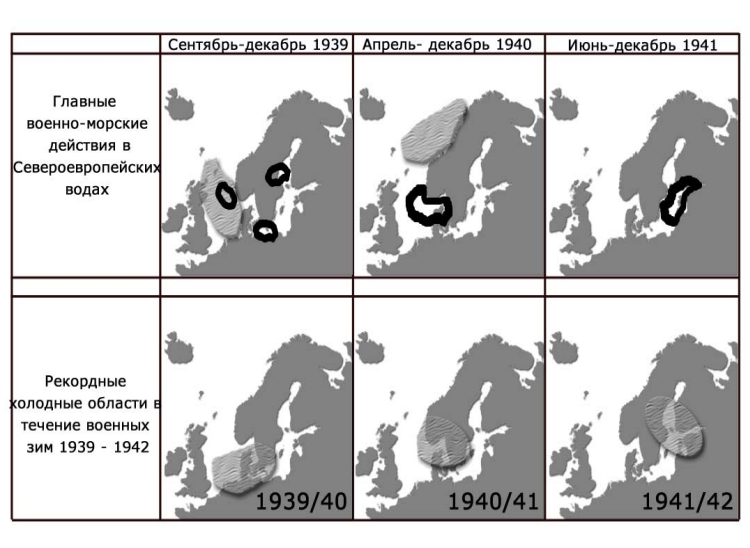 Сентябрь-декабрь 1939
Апрель- декабрь 1940
Июнь-декабрь 1941
Главные
военно-морские
действия в
Североевропейских
водах
Рекордные
холодные области в
течение военных
зим 1939 - 1942
1939/40
1940/41
1941/42